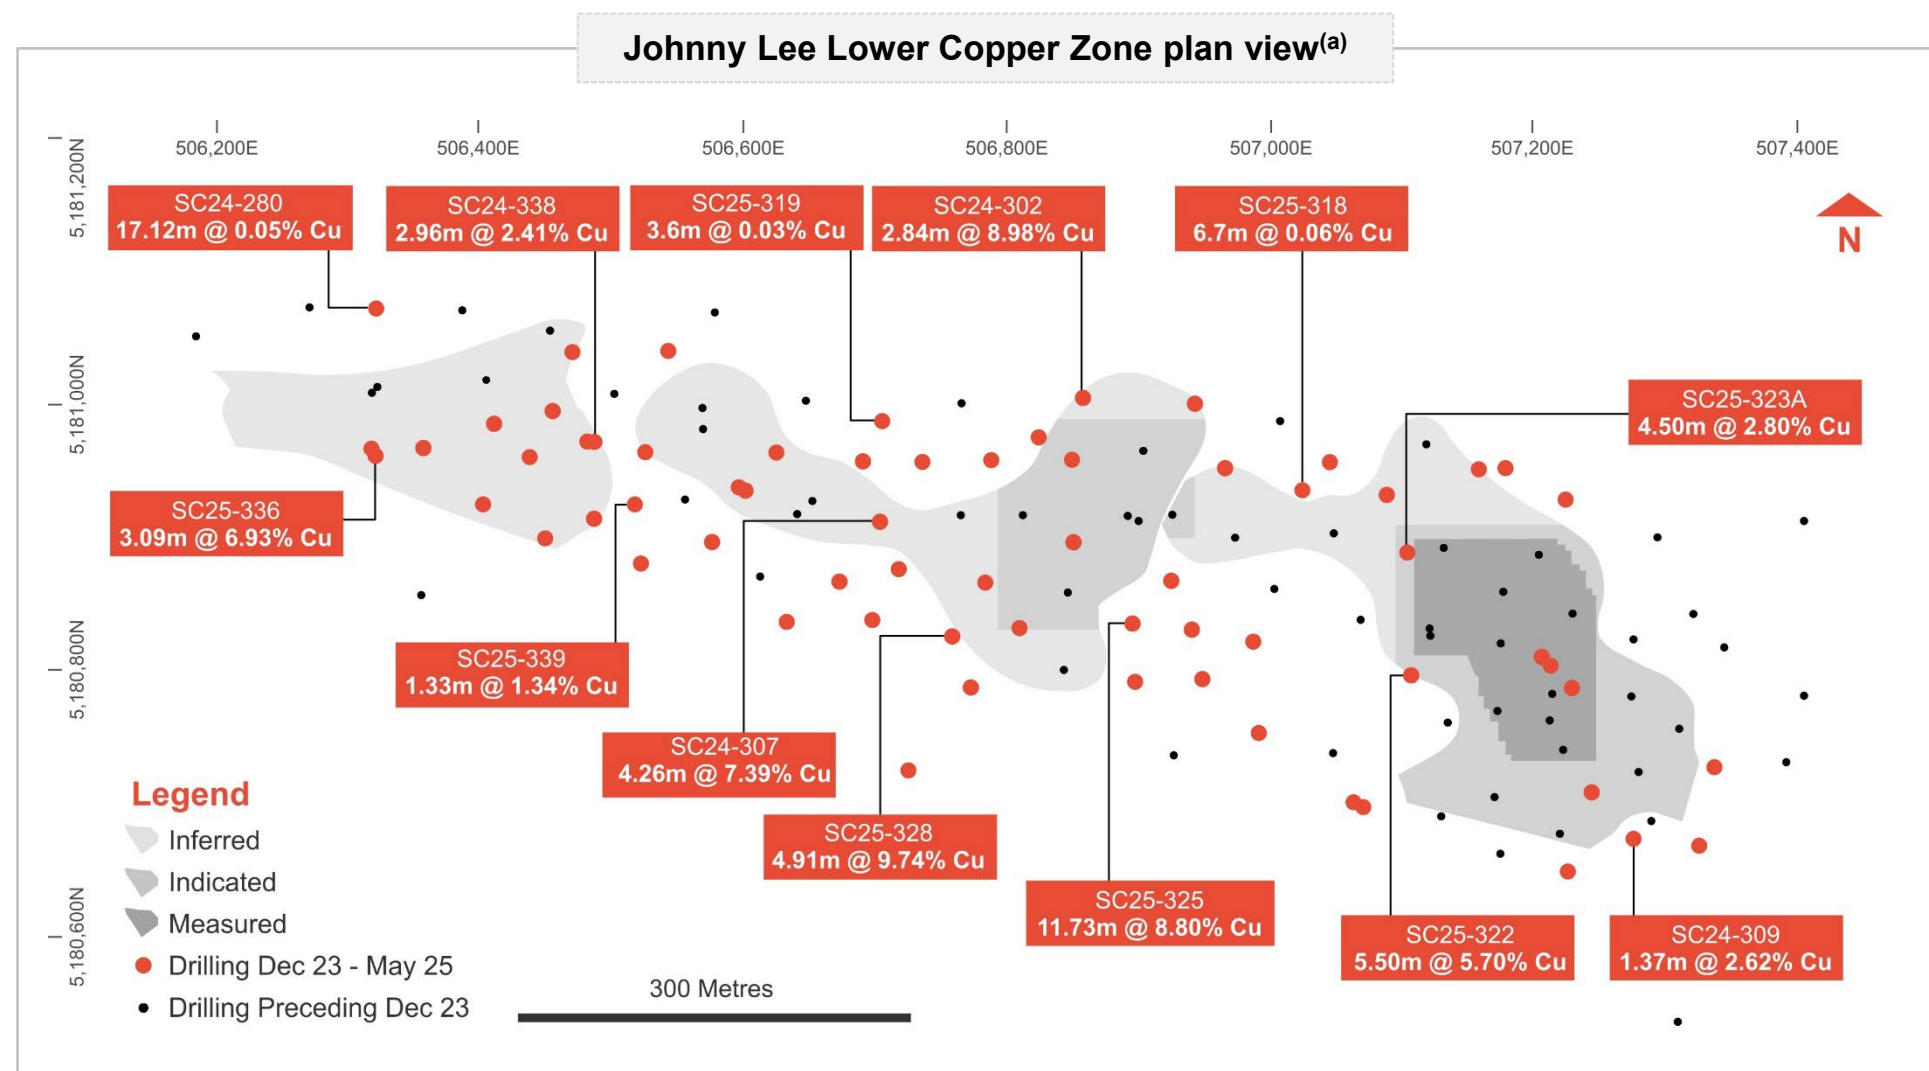 Johnny Lee Lower Copper Zone plan view(a)
506,200E
506,400E
506,600E
506,800E
507,000E
507,200E
507,400E
5,181,200N
5,181,000N
5,180,800N
5,180,600N
SC24-280
17.12m @ 0.05% Cu
SC24-338
2.96m @ 2.41% Cu
SC25-319
3.6m @ 0.03% Cu
SC24-302
2.84m @ 8.98% Cu
SC25-318
6.7m @ 0.06% Cu
N
SC25-323A
4.50m @ 2.80% Cu
SC25-336
3.09m @ 6.93% Cu
SC25-339
1.33m @ 1.34% Cu
SC24-307
4.26m @ 7.39% Cu
SC25-328
4.91m @ 9.74% Cu
SC25-325
11.73m @ 8.80% Cu
SC25-322
5.50m @ 5.70% Cu
SC24-309
1.37m @ 2.62% Cu
Legend
Inferred
Indicated
Measured
Drilling Dec 23 - May 25
Drilling Preceding Dec 23
300 Metres